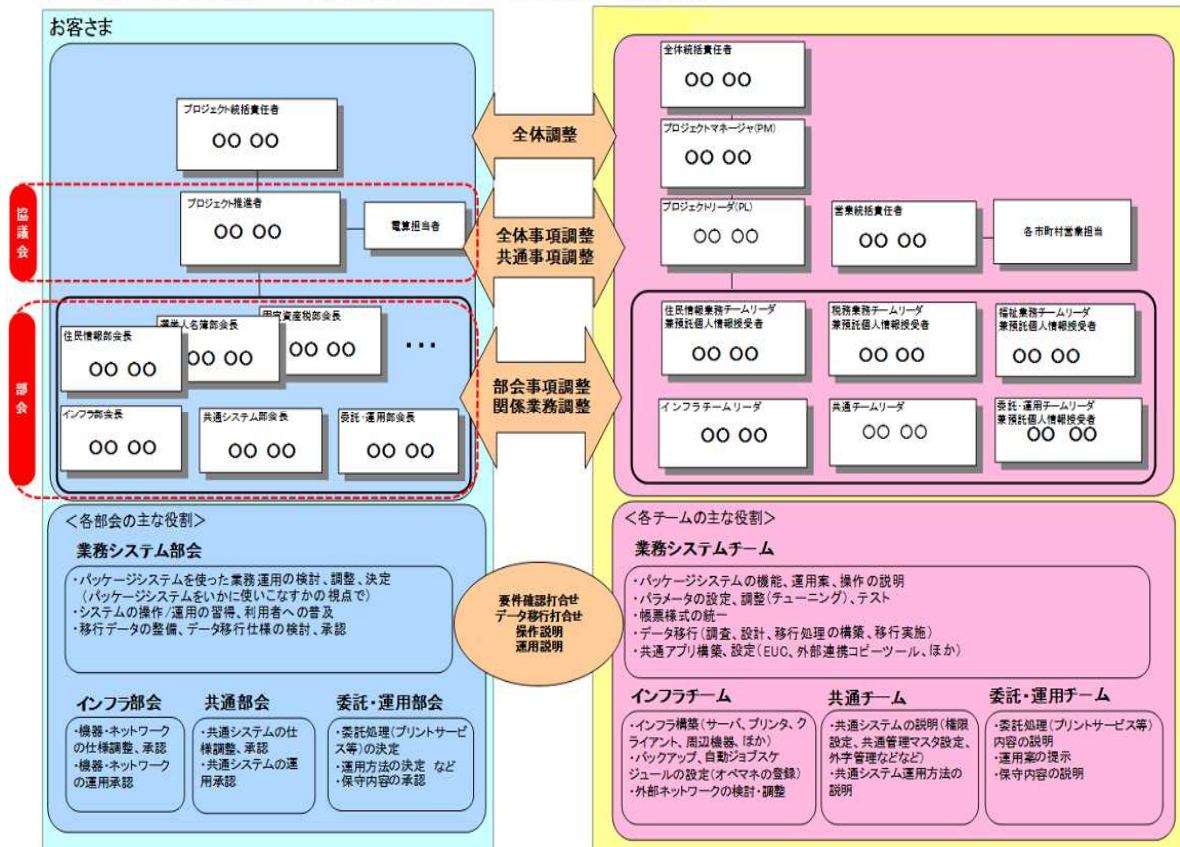 お客さま
プロジェクト統括責任者
〇〇 〇〇
協議会
プロジェクト推進者
〇〇 〇〇
電算担当者
部会
住民情報部会長
〇〇 〇〇
選挙人名簿部会長
〇〇 〇〇
固定資産税部会長
〇〇 〇〇
・・・
インフラ部会長
〇〇 〇〇
共通システム部会長
〇〇 〇〇
委託・運用部会長
〇〇 〇〇
全体調整
全体事項調整
共通事項調整
部会事項調整
関係業務調整
全体統括責任者
〇〇 〇〇
プロジェクトマネージャ(PM)
〇〇 〇〇
プロジェクトリーダ(PL)
〇〇 〇〇
営業統括責任者
〇〇 〇〇
各市町村営業担当
住民情報業務チームリーダ
兼預託個人情報授受者
〇〇 〇〇
税務業務チームリーダ
兼預託個人情報授受者
〇〇 〇〇
福祉業務チームリーダ
兼預託個人情報授受者
〇〇 〇〇
インフラチームリーダ
〇〇 〇〇
共通チームリーダ
〇〇 〇〇
委託・運用チームリーダ
兼預託個人情報授受者
〇〇 〇〇
<各部会の主な役割>
業務システム部会
・パッケージシステムを使った業務運用の検討、調整、決定
(パッケージシステムをいかに使いこなすかの視点で)
・システムの操作/運用の習得、利用者への普及
・移行データの整備、データ移行仕様の検討、承認
インフラ部会
・機器・ネットワーク
の仕様調整、承認
・機器・ネットワーク
の運用承認
共通部会
・共通システムの仕
様調整、承認
・共通システムの運
用承認
委託・運用部会
・委託処理(プリントサービ
ス等)の決定
・運用方法の決定 など
・保守内容の承認
要件確認打合せ
データ移行打合せ
操作説明
運用説明
<各チームの主な役割>
業務システムチーム
・パッケージシステムの機能、運用案、操作の説明
・パラメータの設定、調整(チューニング)、テスト
・帳票様式の統一
・データ移行(調査、設計、移行処理の構築、移行実施)
・共通アプリ構築、設定(EUC、外部連携コピーツール、ほか)
インフラチーム
・インフラ構築(サーバ、プリンタ、ク
ライアント、周辺機器、ほか)
・バックアップ、自動ジョブスケ
ジュールの設定(オペマネの登録)
・外部ネットワークの検討・調整
共通チーム
・共通システムの説明(権限
設定、共通管理マスタ設定、
外字管理などなど)
・共通システム運用方法の
説明
委託・運用チーム
・委託処理(プリントサービス等)
内容の説明
・運用案の提示
・保守内容の説明